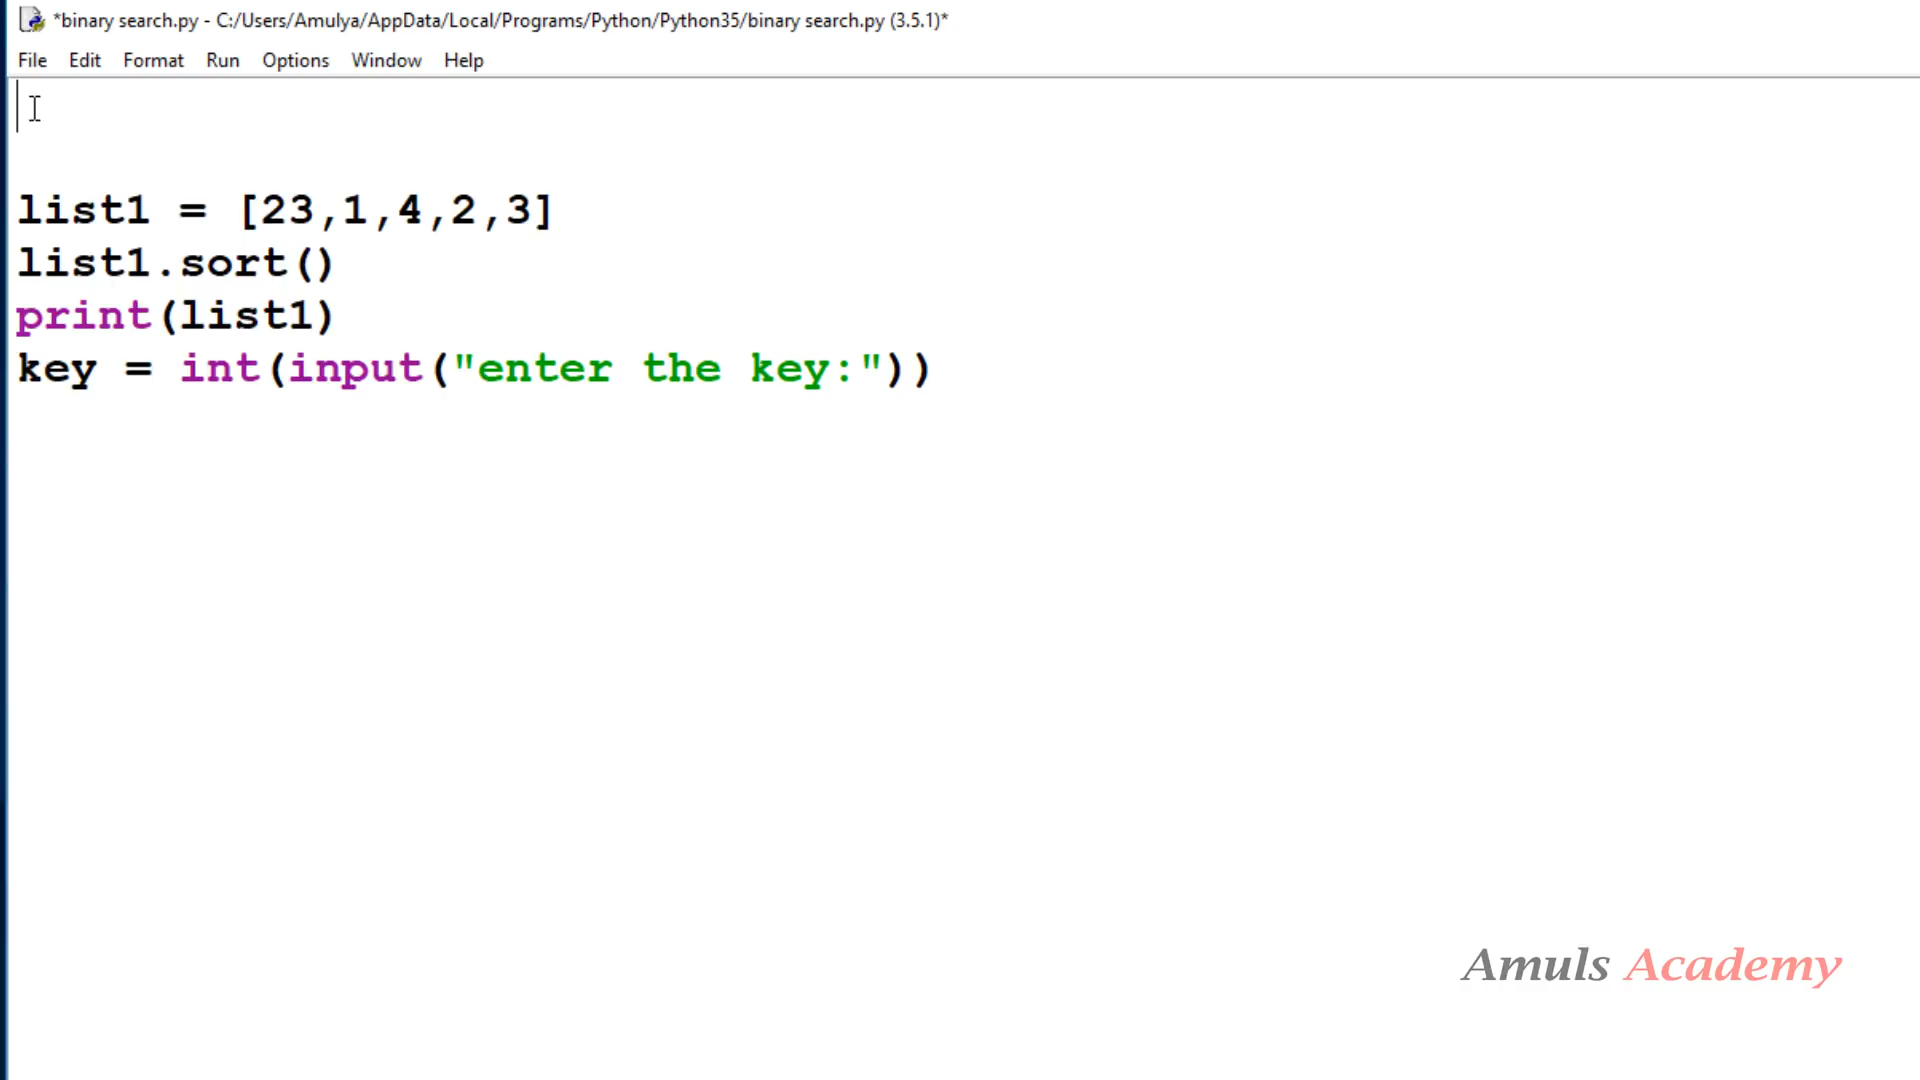 *binary search.py - C:/Users/Amulya/AppData/Local/Programs/Python/Python35/binary search.py (3.5.1)*
File Edit Format Run Options Window Help
list1 = [23,1,4,2,3]
list1.sort()
print(list1)
key = int(input("enter the key:"))
Amuls Academy